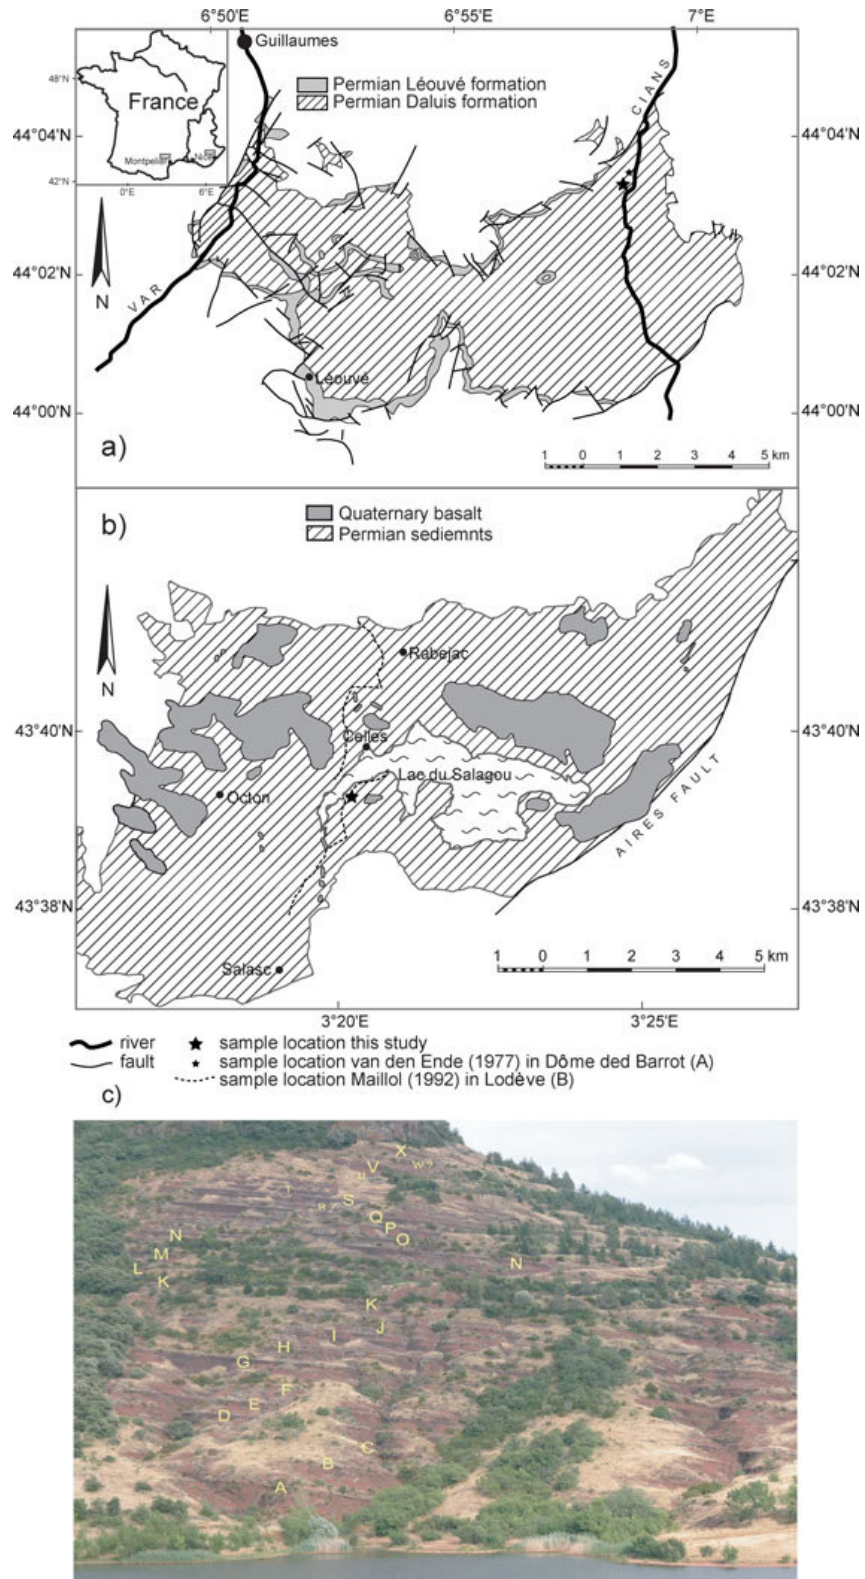 6°50'E 6°55'E 7°E
Guillaumes
48°N
France
Montpelier
Nice
42°N
0°E 6°E
Permian Léouvé formation
Permian Daluis formation
CIANS
44°04'N 44°04'N
44°02'N 44°02'N
N
VAR
Léouvé
44°00'N 44°00'N
a)
1 0 1 2 3 4 5 km
b)
Quaternary basalt
Permian sediemnts
N
Rabejac
43°40'N 43°40'N
Celles
Lac du Salagou
Octon
AIRES FAULT
43°38'N 43°38'N
Salasc
1 0 1 2 3 4 5 km
3°20'E 3°25'E
river
fault
sample location this study
sample location van den Ende (1977) in Dôme ded Barrot (A)
sample location Maillol (1992) in Lodève (B)
c)
X
V W?
U
T
R? S
Q
P
N O
M
L N
K
K
J
I
H
G
F
E
D
C
B
A